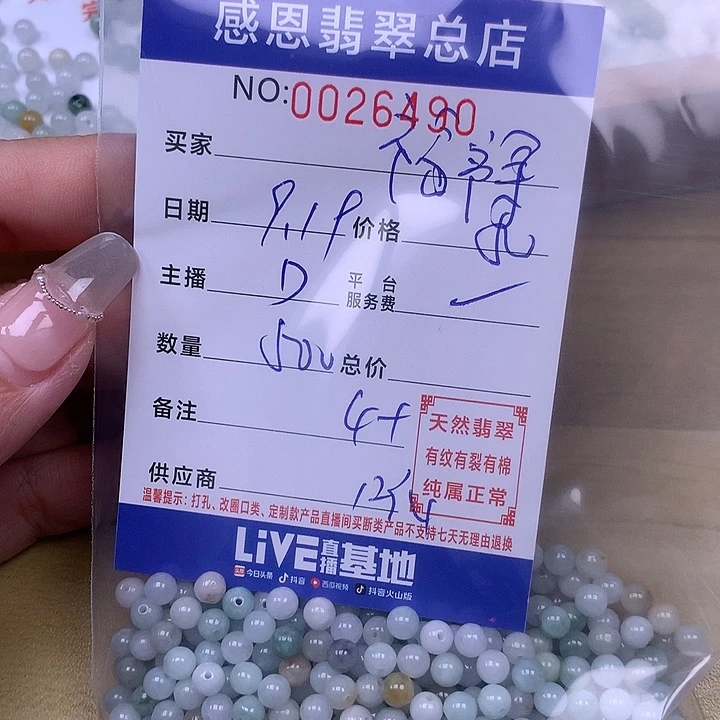 感恩翡翠总店
NO:0026490
买家
日期 9.19 价格
主播 D 平台服务费 ✓
数量 500 总价
备注 4+
供应商
天然翡翠
有纹有裂有棉
纯属正常
温馨提示：打孔、改圈口类、定制款产品直播间买断类产品不支持七天无理由退换
LiVE直播基地
今日头条 抖音 西瓜视频 抖音火山版